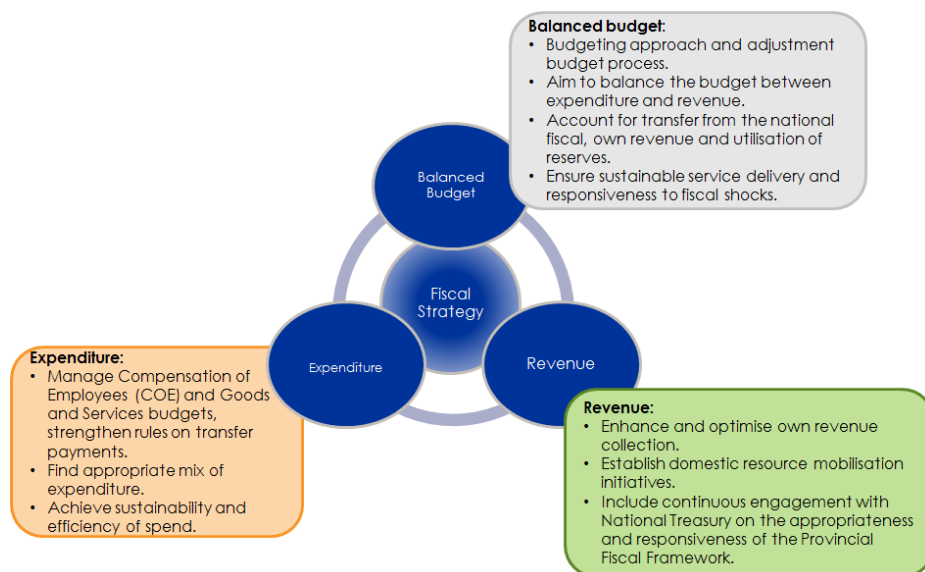 Balanced budget:
• Budgeting approach and adjustment
budget process.
• Aim to balance the budget between
expenditure and revenue.
• Account for transfer from the national
fiscal, own revenue and utilisation of
reserves.
• Ensure sustainable service delivery and
responsiveness to fiscal shocks.
Balanced
Budget
Fiscal
Strategy
Expenditure
Revenue
Expenditure:
• Manage Compensation of
Employees (COE) and Goods
and Services budgets,
strengthen rules on transfer
payments.
• Find appropriate mix of
expenditure.
• Achieve sustainability and
efficiency of spend.
Revenue:
• Enhance and optimise own revenue
collection.
• Establish domestic resource mobilisation
initiatives.
• Include continuous engagement with
National Treasury on the appropriateness
and responsiveness of the Provincial
Fiscal Framework.